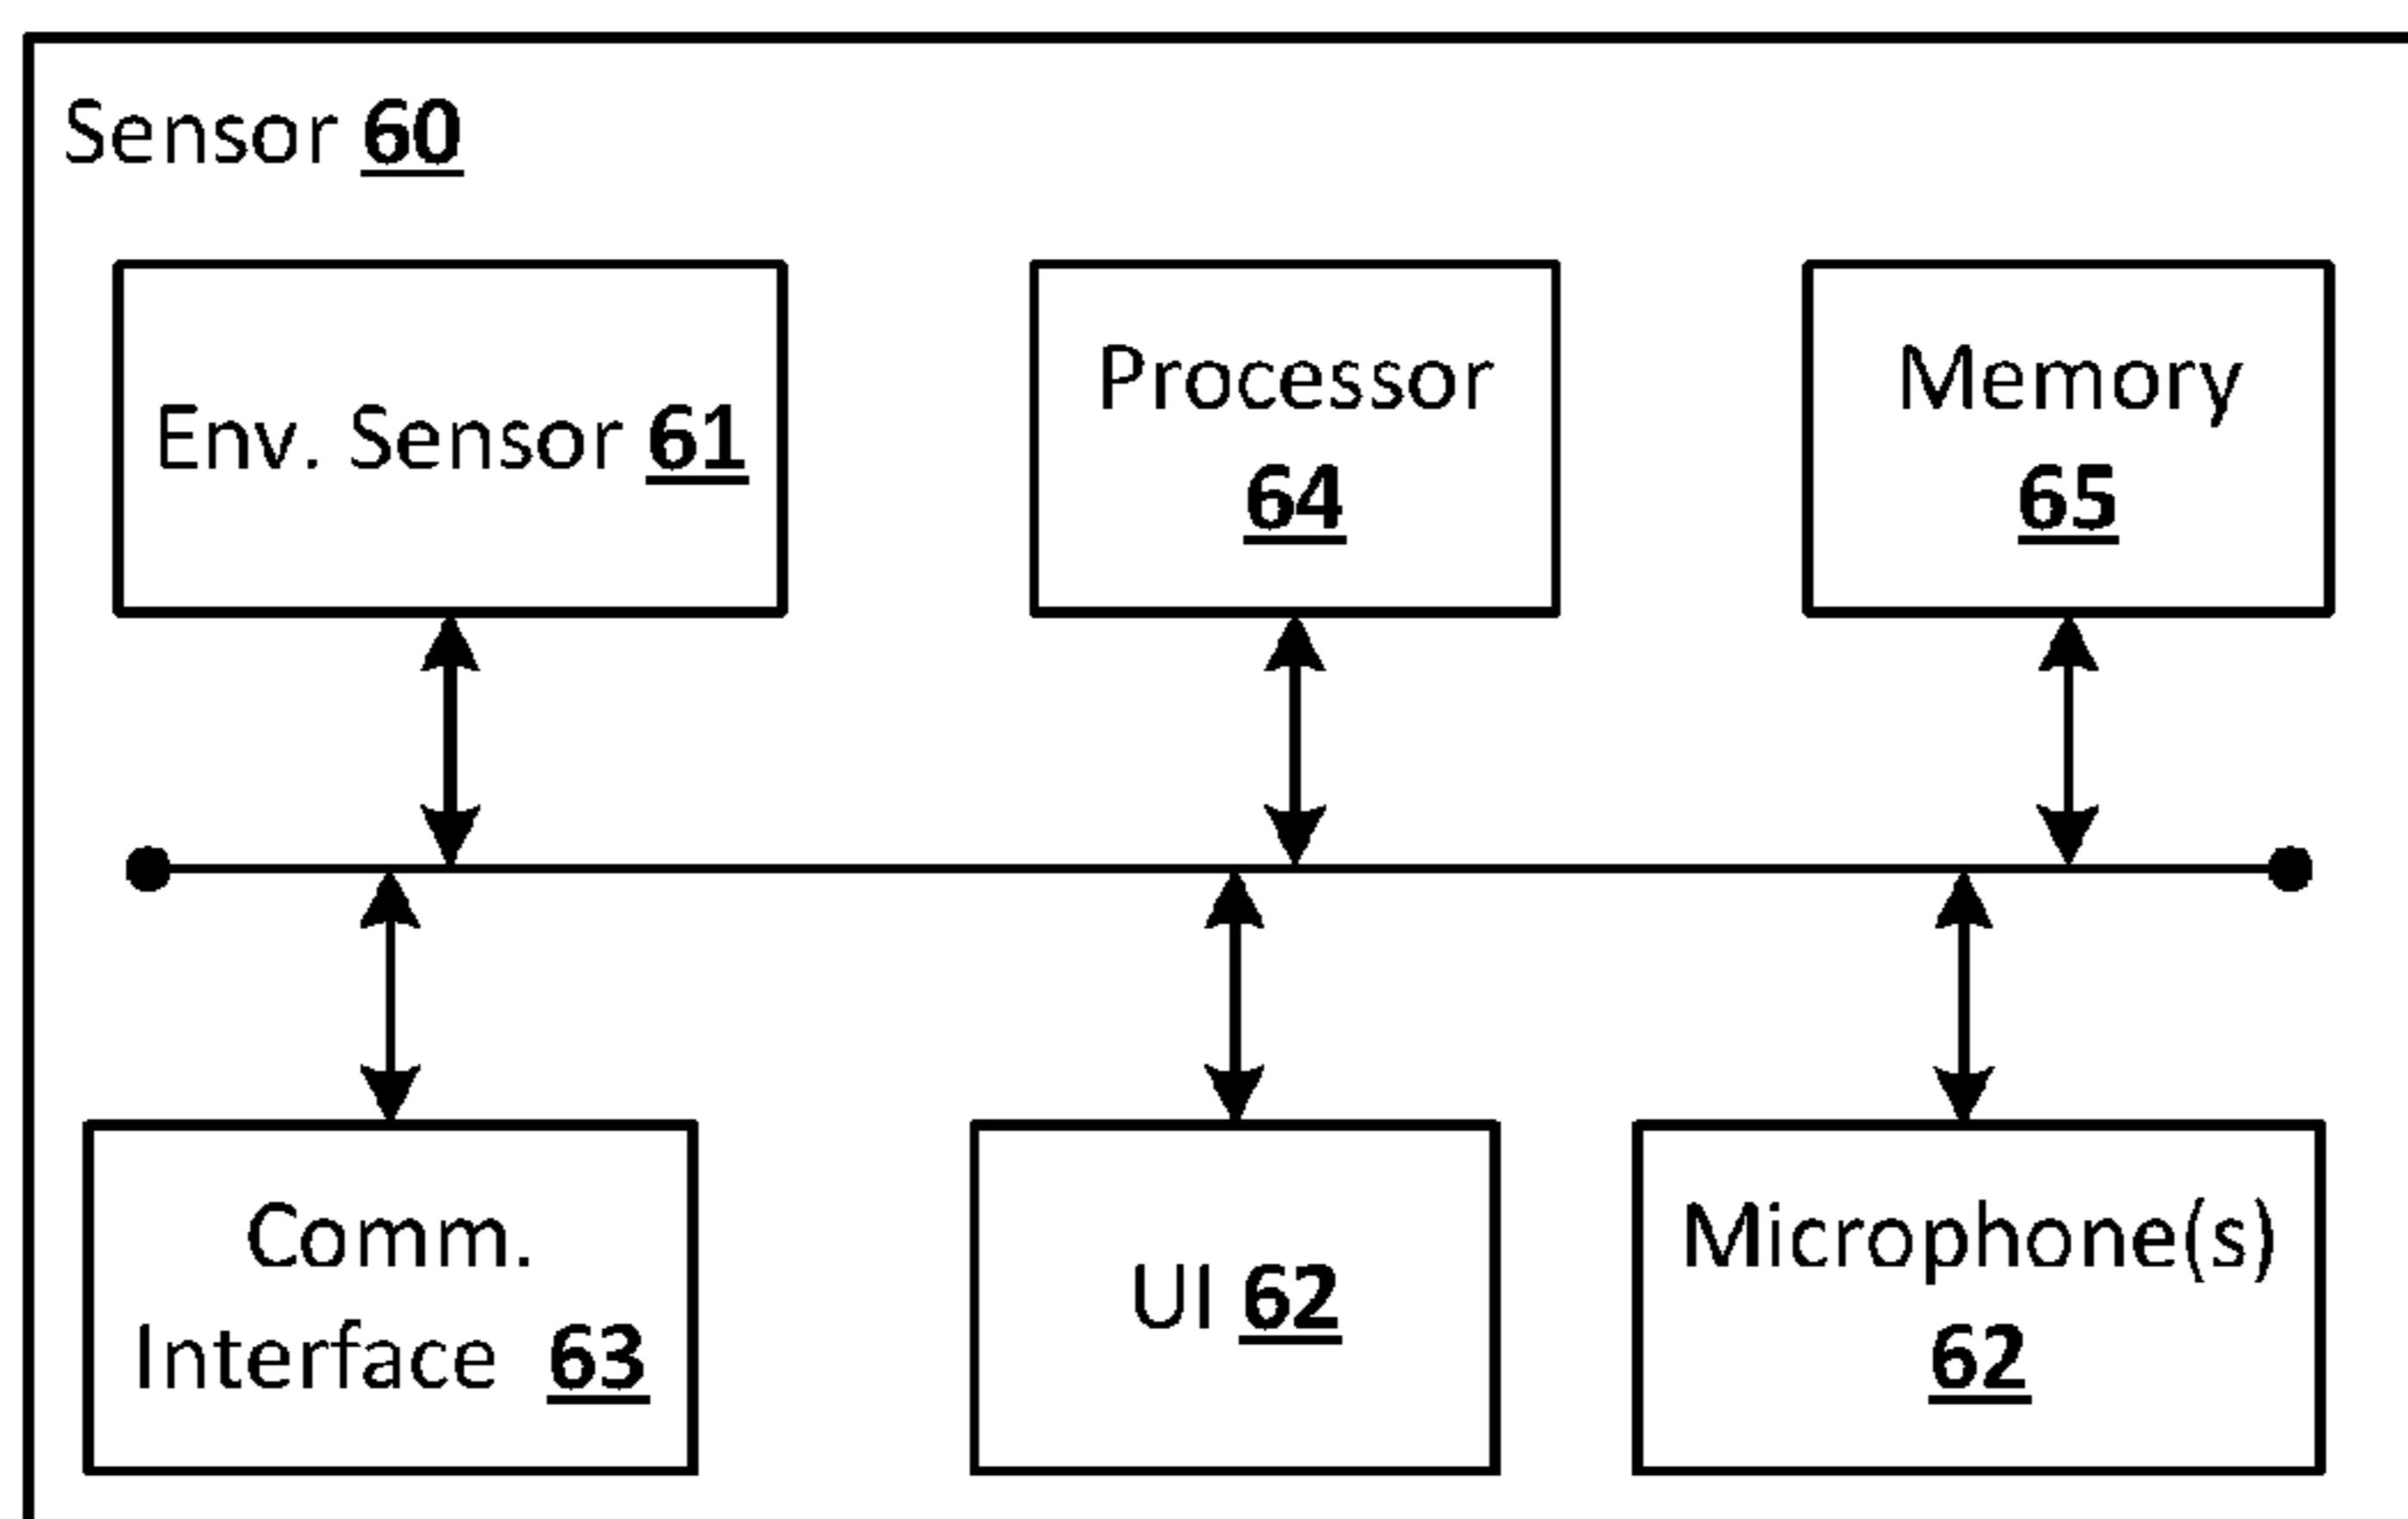 Sensor 60
Env. Sensor 61
Processor
64
Memory
65
Comm.
Interface 63
UI 62
Microphone(s)
62